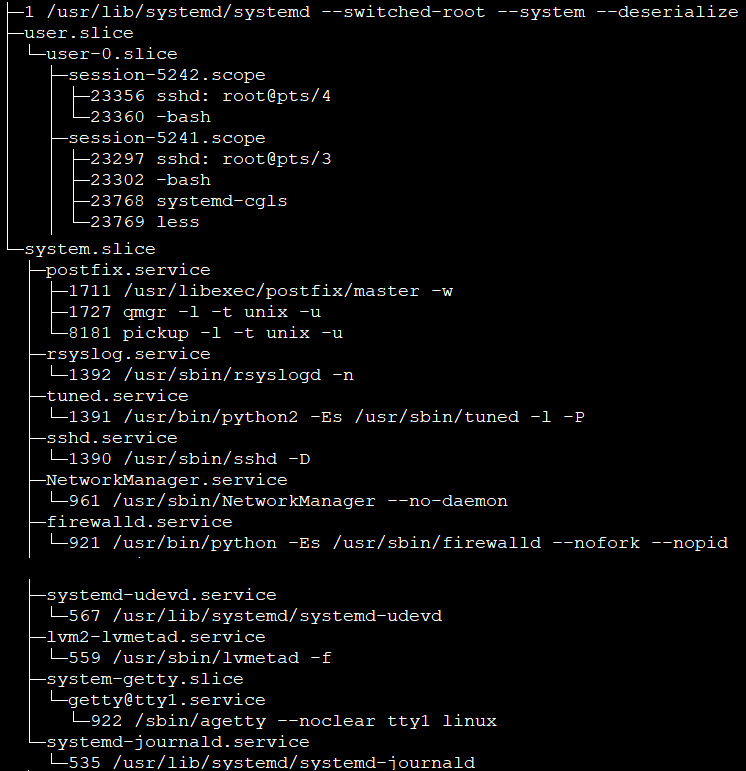 ├─1 /usr/lib/systemd/systemd --switched-root --system --deserialize
├─user.slice
│ └─user-0.slice
│   ├─session-5242.scope
│   │ ├─23356 sshd: root@pts/4
│   │ └─23360 -bash
│   ├─session-5241.scope
│   │ ├─23297 sshd: root@pts/3
│   │ ├─23302 -bash
│   │ ├─23768 systemd-cgls
│   │ └─23769 less
└─system.slice
  ├─postfix.service
  │ ├─1711 /usr/libexec/postfix/master -w
  │ ├─1727 qmgr -l -t unix -u
  │ └─8181 pickup -l -t unix -u
  ├─rsyslog.service
  │ └─1392 /usr/sbin/rsyslogd -n
  ├─tuned.service
  │ └─1391 /usr/bin/python2 -Es /usr/sbin/tuned -l -P
  ├─sshd.service
  │ └─1390 /usr/sbin/sshd -D
  ├─NetworkManager.service
  │ └─961 /usr/sbin/NetworkManager --no-daemon
  ├─firewalld.service
  │ └─921 /usr/bin/python -Es /usr/sbin/firewalld --nofork --nopid
  ├─systemd-udevd.service
  │ └─567 /usr/lib/systemd/systemd-udevd
  ├─lvm2-lvmetad.service
  │ └─559 /usr/sbin/lvmetad -f
  ├─system-getty.slice
  │ └─getty@tty1.service
  │   └─922 /sbin/agetty --noclear tty1 linux
  └─systemd-journald.service
    └─535 /usr/lib/systemd/systemd-journald